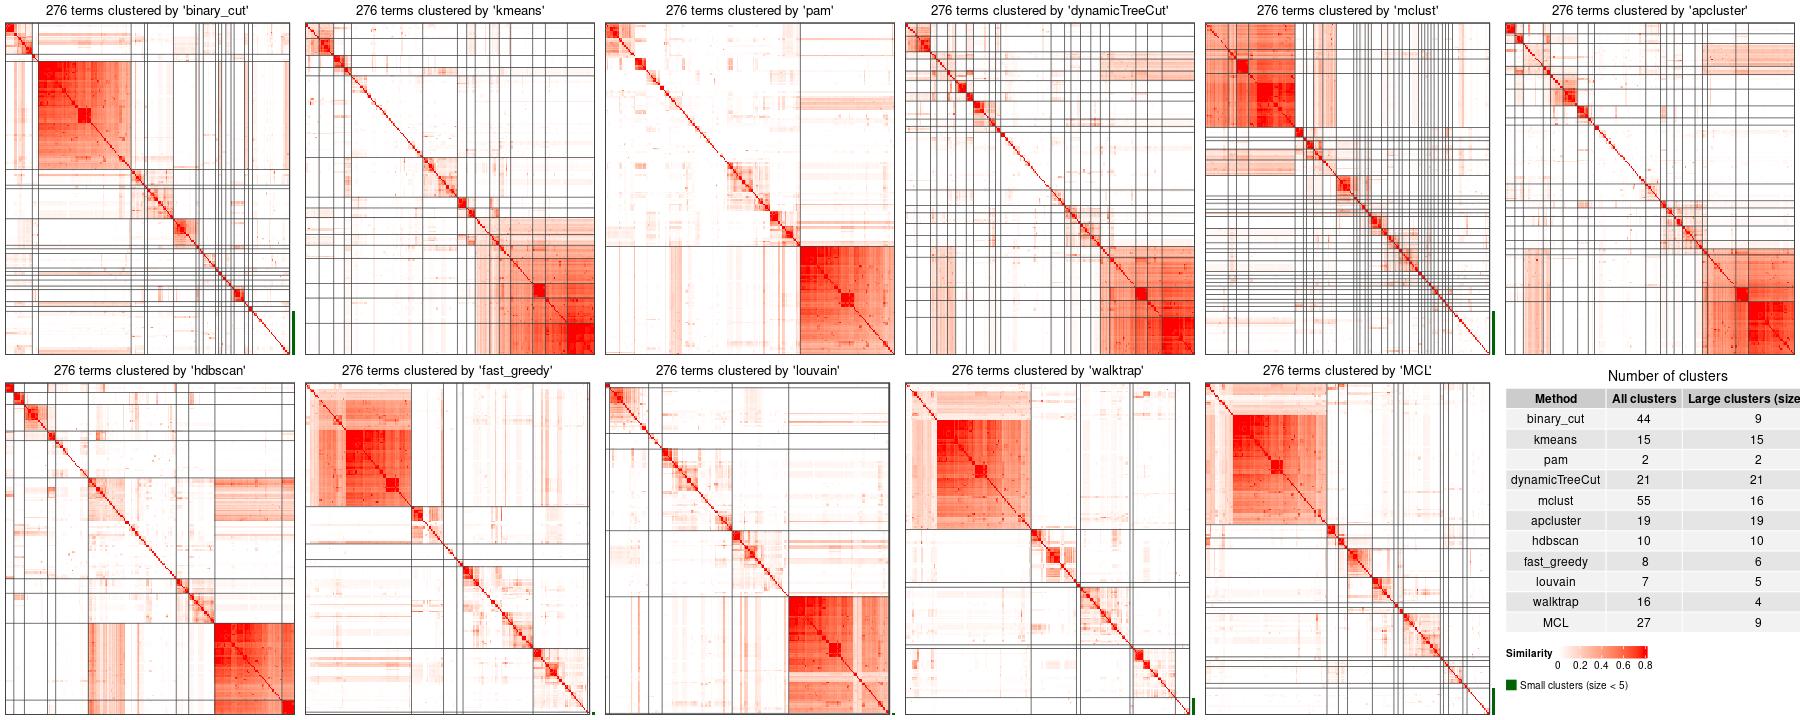 276 terms clustered by 'binary_cut'
276 terms clustered by 'kmeans'
276 terms clustered by 'pam'
276 terms clustered by 'dynamicTreeCut'
276 terms clustered by 'mclust'
276 terms clustered by 'apcluster'
276 terms clustered by 'hdbscan'
276 terms clustered by 'fast_greedy'
276 terms clustered by 'louvain'
276 terms clustered by 'walktrap'
276 terms clustered by 'MCL'
Number of clusters
Method All clusters Large clusters (size
binary_cut 44 9
kmeans 15 15
pam 2 2
dynamicTreeCut 21 21
mclust 55 16
apcluster 19 19
hdbscan 10 10
fast_greedy 8 6
louvain 7 5
walktrap 16 4
MCL 27 9
Similarity
0 0.2 0.4 0.6 0.8
Small clusters (size < 5)